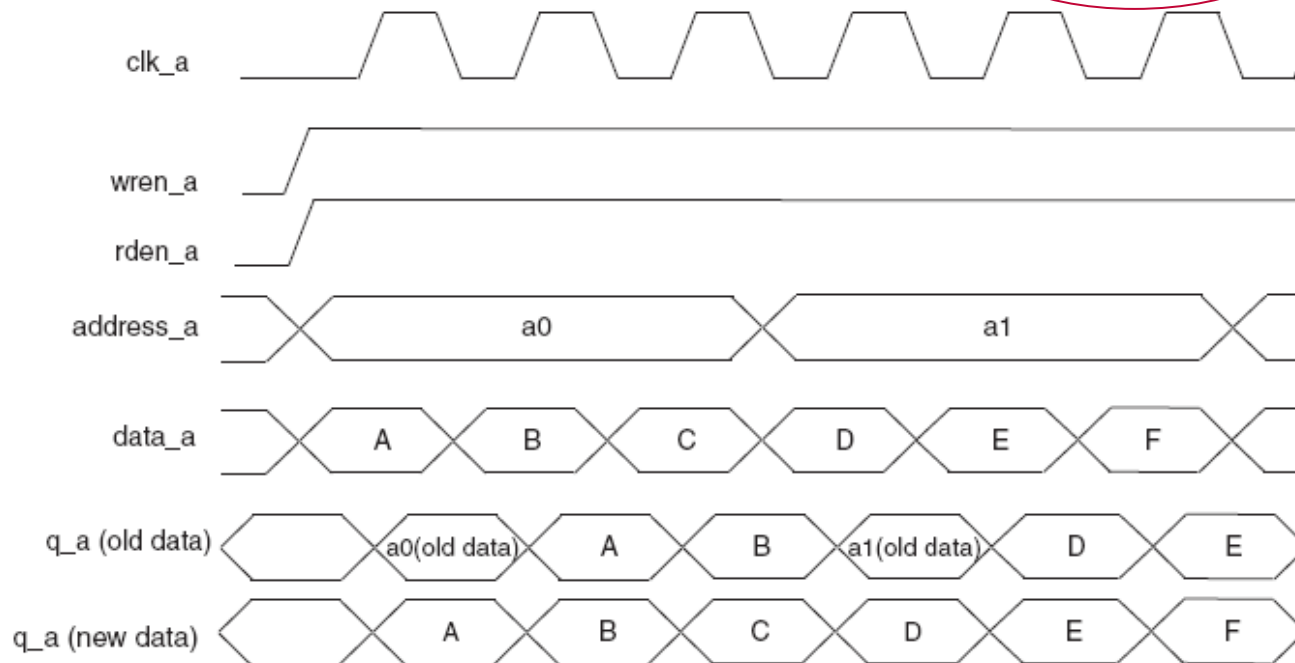 clk_a
wren_a
rden_a
address_a a0 a1
data_a A B C D E F
q_a (old data) a0(old data) A B a1(old data) D E
q_a (new data) A B C D E F